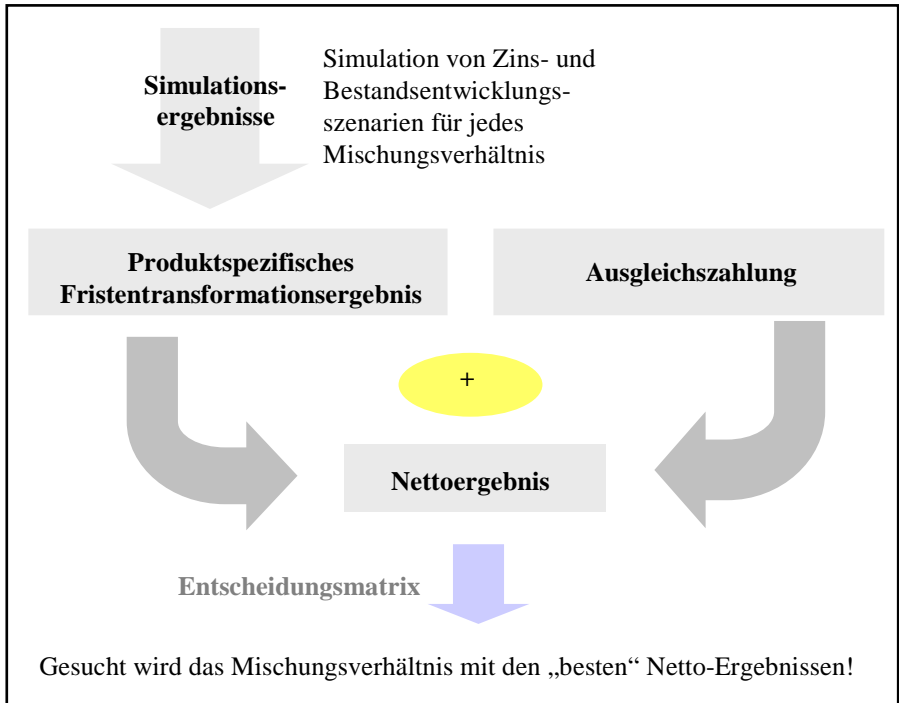 Simulations-
ergebnisse
Simulation von Zins- und
Bestandsentwicklungs-
szenarien für jedes
Mischungsverhältnis
Produktspezifisches
Fristentransformationsergebnis
Ausgleichszahlung
+
Nettoergebnis
Entscheidungsmatrix
Gesucht wird das Mischungsverhältnis mit den „besten“ Netto-Ergebnissen!